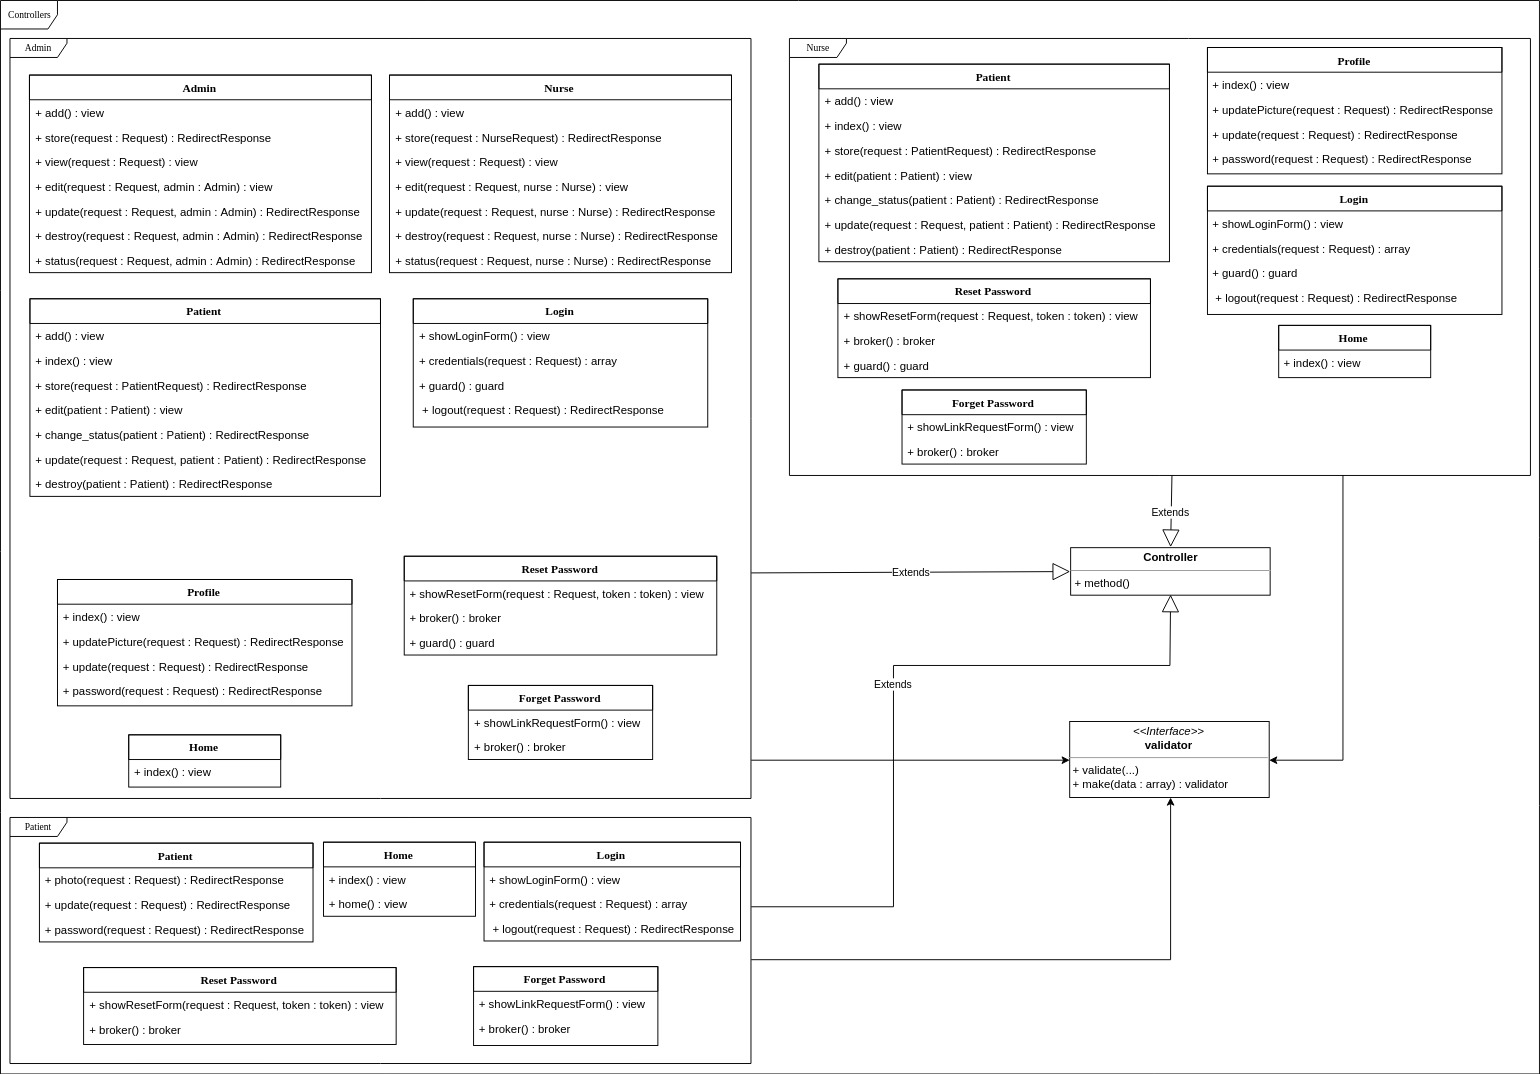 Controllers
Admin
Admin
+ add() : view
+ store(request : Request) : RedirectResponse
+ view(request : Request) : view
+ edit(request : Request, admin : Admin) : view
+ update(request : Request, admin : Admin) : RedirectResponse
+ destroy(request : Request, admin : Admin) : RedirectResponse
+ status(request : Request, admin : Admin) : RedirectResponse
Nurse
+ add() : view
+ store(request : NurseRequest) : RedirectResponse
+ view(request : Request) : view
+ edit(request : Request, nurse : Nurse) : view
+ update(request : Request, nurse : Nurse) : RedirectResponse
+ destroy(request : Request, nurse : Nurse) : RedirectResponse
+ status(request : Request, nurse : Nurse) : RedirectResponse
Patient
+ add() : view
+ index() : view
+ store(request : PatientRequest) : RedirectResponse
+ edit(patient : Patient) : view
+ change_status(patient : Patient) : RedirectResponse
+ update(request : Request, patient : Patient) : RedirectResponse
+ destroy(patient : Patient) : RedirectResponse
Login
+ showLoginForm() : view
+ credentials(request : Request) : array
+ guard() : guard
+ logout(request : Request) : RedirectResponse
Profile
+ index() : view
+ updatePicture(request : Request) : RedirectResponse
+ update(request : Request) : RedirectResponse
+ password(request : Request) : RedirectResponse
Reset Password
+ showResetForm(request : Request, token : token) : view
+ broker() : broker
+ guard() : guard
Forget Password
+ showLinkRequestForm() : view
+ broker() : broker
Home
+ index() : view
Nurse
Patient
+ add() : view
+ index() : view
+ store(request : PatientRequest) : RedirectResponse
+ edit(patient : Patient) : view
+ change_status(patient : Patient) : RedirectResponse
+ update(request : Request, patient : Patient) : RedirectResponse
+ destroy(patient : Patient) : RedirectResponse
Profile
+ index() : view
+ updatePicture(request : Request) : RedirectResponse
+ update(request : Request) : RedirectResponse
+ password(request : Request) : RedirectResponse
Login
+ showLoginForm() : view
+ credentials(request : Request) : array
+ guard() : guard
+ logout(request : Request) : RedirectResponse
Reset Password
+ showResetForm(request : Request, token : token) : view
+ broker() : broker
+ guard() : guard
Home
+ index() : view
Forget Password
+ showLinkRequestForm() : view
+ broker() : broker
Extends
Extends
Controller
+ method()
Extends
<<Interface>>
validator
+ validate(...)
+ make(data : array) : validator
Patient
Patient
+ photo(request : Request) : RedirectResponse
+ update(request : Request) : RedirectResponse
+ password(request : Request) : RedirectResponse
Home
+ index() : view
+ home() : view
Login
+ showLoginForm() : view
+ credentials(request : Request) : array
+ logout(request : Request) : RedirectResponse
Reset Password
+ showResetForm(request : Request, token : token) : view
+ broker() : broker
Forget Password
+ showLinkRequestForm() : view
+ broker() : broker